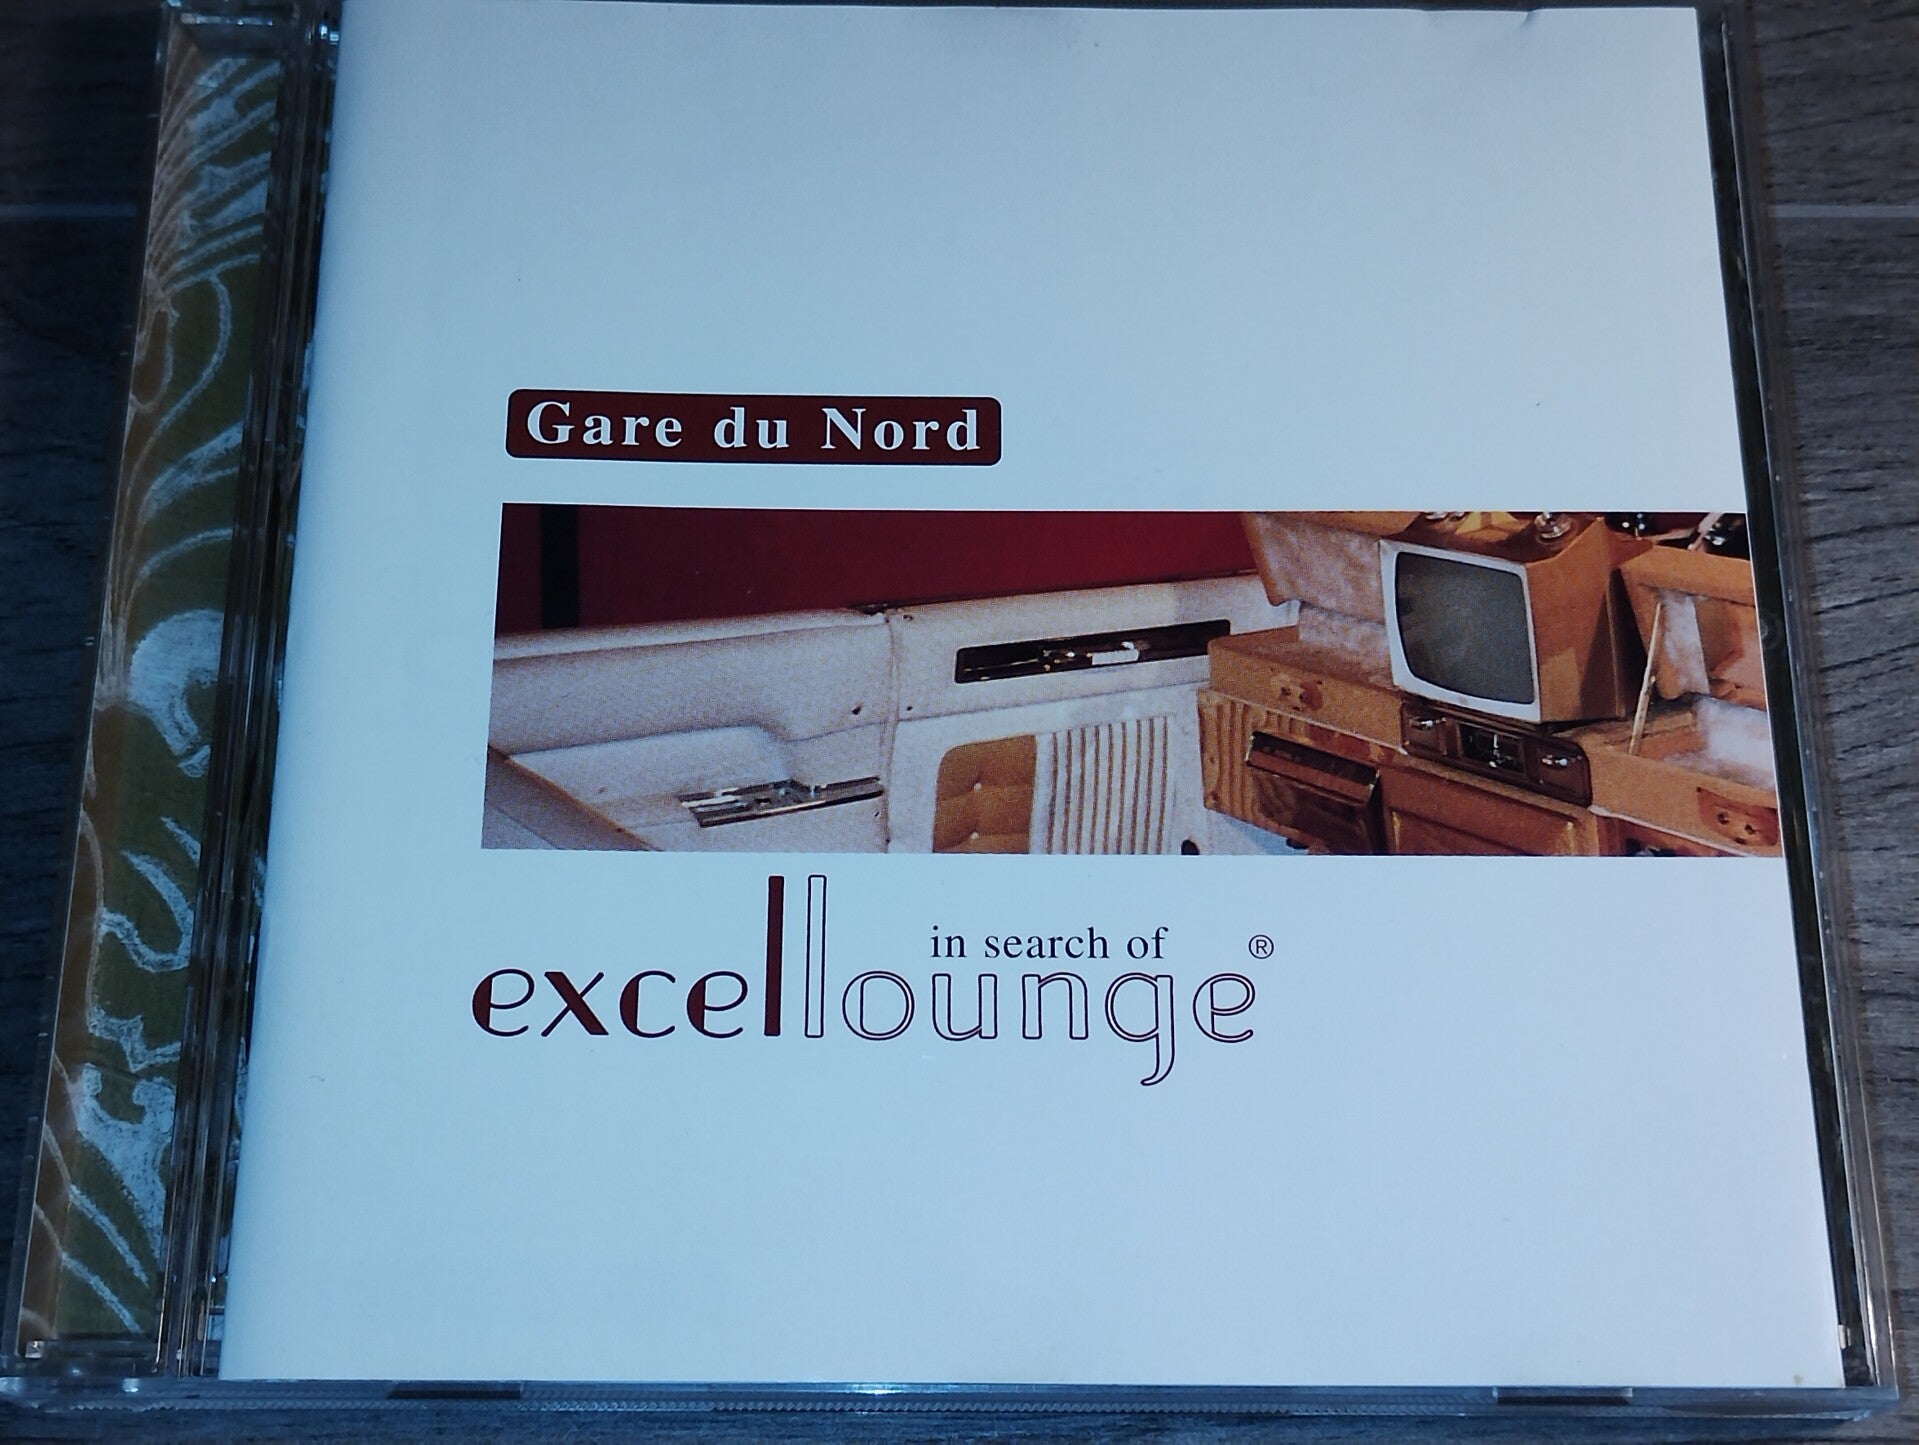 Gare du Nord
in search of
excellounge®